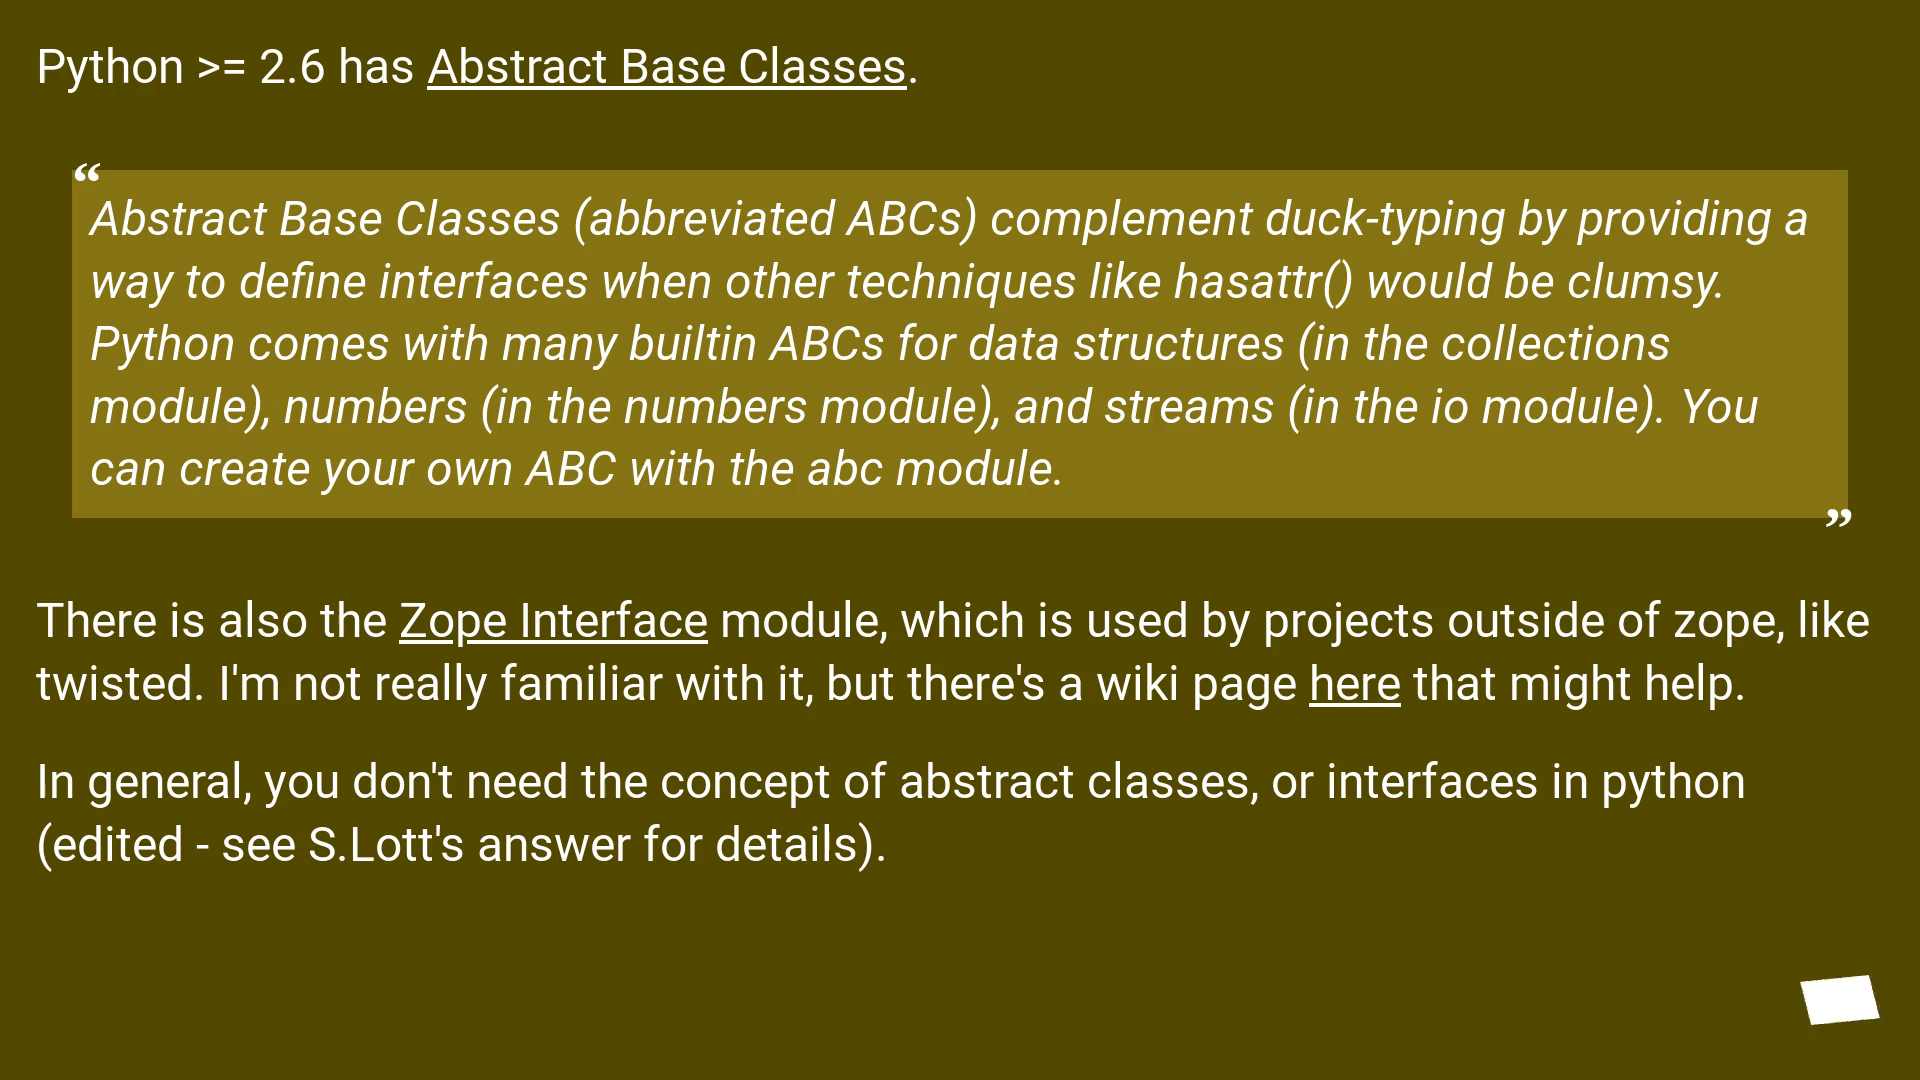 Python >= 2.6 has Abstract Base Classes.
“
Abstract Base Classes (abbreviated ABCs) complement duck-typing by providing a
way to define interfaces when other techniques like hasattr() would be clumsy.
Python comes with many builtin ABCs for data structures (in the collections
module), numbers (in the numbers module), and streams (in the io module). You
can create your own ABC with the abc module.
”
There is also the Zope Interface module, which is used by projects outside of zope, like
twisted. I'm not really familiar with it, but there's a wiki page here that might help.
In general, you don't need the concept of abstract classes, or interfaces in python
(edited - see S.Lott's answer for details).